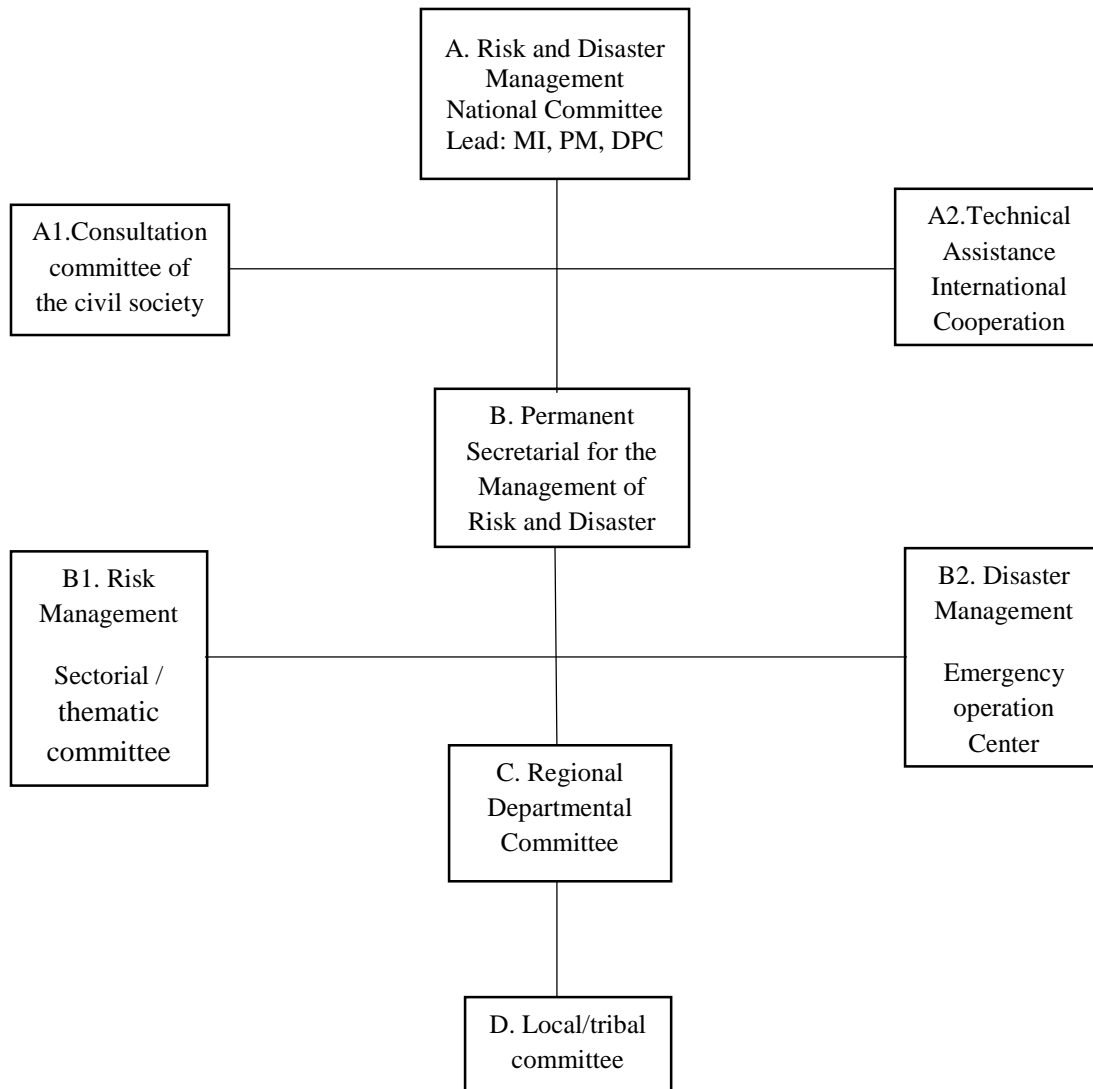 A. Risk and Disaster
Management
National Committee
Lead: MI, PM, DPC
A1.Consultation
committee of
the civil society
A2.Technical
Assistance
International
Cooperation
B. Permanent
Secretarial for the
Management of
Risk and Disaster
B1. Risk
Management
Sectorial /
thematic
committee
B2. Disaster
Management
Emergency
operation
Center
C. Regional
Departmental
Committee
D. Local/tribal
committee